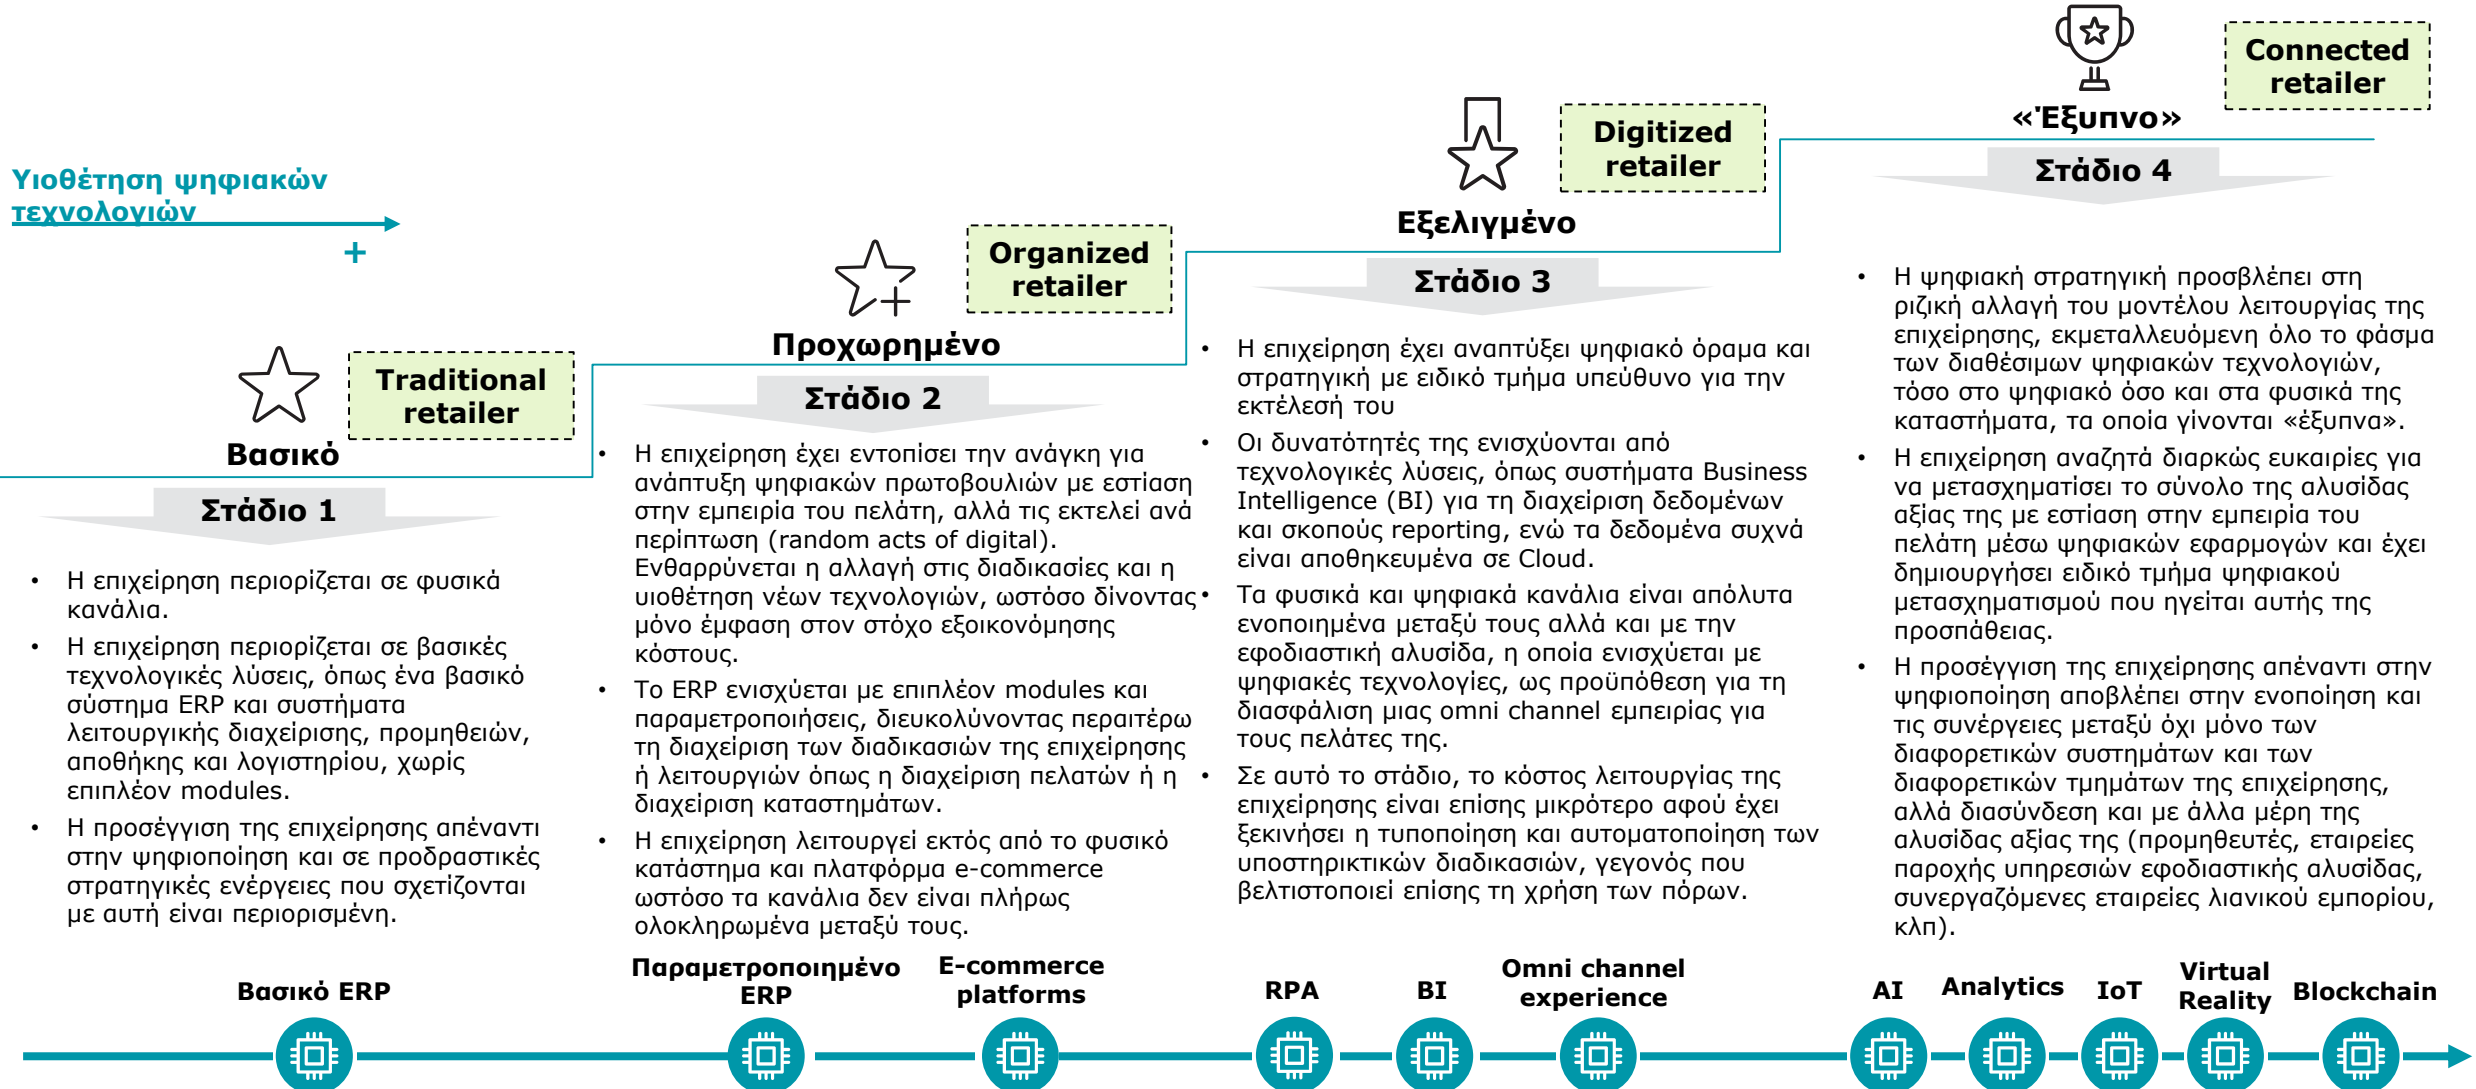 Υιοθέτηση ψηφιακών
τεχνολογιών
+
Βασικό
Traditional
retailer
Στάδιο 1
• Η επιχείρηση περιορίζεται σε φυσικά
κανάλια.
• Η επιχείρηση περιορίζεται σε βασικές
τεχνολογικές λύσεις, όπως ένα βασικό
σύστημα ERP και συστήματα
λειτουργικής διαχείρισης, προμηθειών,
αποθήκης και λογιστηρίου, χωρίς
επιπλέον modules.
• Η προσέγγιση της επιχείρησης απέναντι
στην ψηφιοποίηση και σε προδραστικές
στρατηγικές ενέργειες που σχετίζονται
με αυτή είναι περιορισμένη.
Προχωρημένο
Organized
retailer
Στάδιο 2
• Η επιχείρηση έχει εντοπίσει την ανάγκη για
ανάπτυξη ψηφιακών πρωτοβουλιών με εστίαση
στην εμπειρία του πελάτη, αλλά τις εκτελεί ανά
περίπτωση (random acts of digital).
Ενθαρρύνεται η αλλαγή στις διαδικασίες και η
υιοθέτηση νέων τεχνολογιών, ωστόσο δίνοντας
μόνο έμφαση στον στόχο εξοικονόμησης
κόστους.
• Το ERP ενισχύεται με επιπλέον modules και
παραμετροποιήσεις, διευκολύνοντας περαιτέρω
τη διαχείριση των διαδικασιών της επιχείρησης
ή λειτουργιών όπως η διαχείριση πελατών ή η
διαχείριση καταστημάτων.
• Η επιχείρηση λειτουργεί εκτός από το φυσικό
κατάστημα και πλατφόρμα e-commerce
ωστόσο τα κανάλια δεν είναι πλήρως
ολοκληρωμένα μεταξύ τους.
Εξελιγμένο
Digitized
retailer
Στάδιο 3
• Η επιχείρηση έχει αναπτύξει ψηφιακό όραμα και
στρατηγική με ειδικό τμήμα υπεύθυνο για την
εκτέλεσή του
• Οι δυνατότητές της ενισχύονται από
τεχνολογικές λύσεις, όπως συστήματα Business
Intelligence (BI) για τη διαχείριση δεδομένων
και σκοπούς reporting, ενώ τα δεδομένα συχνά
είναι αποθηκευμένα σε Cloud.
• Τα φυσικά και ψηφιακά κανάλια είναι απόλυτα
ενοποιημένα μεταξύ τους αλλά και με την
εφοδιαστική αλυσίδα, η οποία ενισχύεται με
ψηφιακές τεχνολογίες, ως προϋπόθεση για τη
διασφάλιση μιας omni channel εμπειρίας για
τους πελάτες της.
• Σε αυτό το στάδιο, το κόστος λειτουργίας της
επιχείρησης είναι επίσης μικρότερο αφού έχει
ξεκινήσει η τυποποίηση και αυτοματοποίηση των
υποστηρικτικών διαδικασιών, γεγονός που
βελτιστοποιεί επίσης τη χρήση των πόρων.
«Έξυπνο»
Connected
retailer
Στάδιο 4
• Η ψηφιακή στρατηγική προσβλέπει στη
ριζική αλλαγή του μοντέλου λειτουργίας της
επιχείρησης, εκμεταλλευόμενη όλο το φάσμα
των διαθέσιμων ψηφιακών τεχνολογιών,
τόσο στο ψηφιακό όσο και στα φυσικά της
καταστήματα, τα οποία γίνονται «έξυπνα».
• Η επιχείρηση αναζητά διαρκώς ευκαιρίες για
να μετασχηματίσει το σύνολο της αλυσίδας
αξίας της με εστίαση στην εμπειρία του
πελάτη μέσω ψηφιακών εφαρμογών και έχει
δημιουργήσει ειδικό τμήμα ψηφιακού
μετασχηματισμού που ηγείται αυτής της
προσπάθειας.
• Η προσέγγιση της επιχείρησης απέναντι στην
ψηφιοποίηση αποβλέπει στην ενοποίηση και
τις συνέργειες μεταξύ όχι μόνο των
διαφορετικών συστημάτων και των
διαφορετικών τμημάτων της επιχείρησης,
αλλά διασύνδεση και με άλλα μέρη της
αλυσίδας αξίας της (προμηθευτές, εταιρείες
παροχής υπηρεσιών εφοδιαστικής αλυσίδας,
συνεργαζόμενες εταιρείες λιανικού εμπορίου,
κλπ).
Βασικό ERP
Παραμετροποιημένο
ERP
E-commerce
platforms
RPA
BI
Omni channel
experience
AI
Analytics
IoT
Virtual
Reality
Blockchain